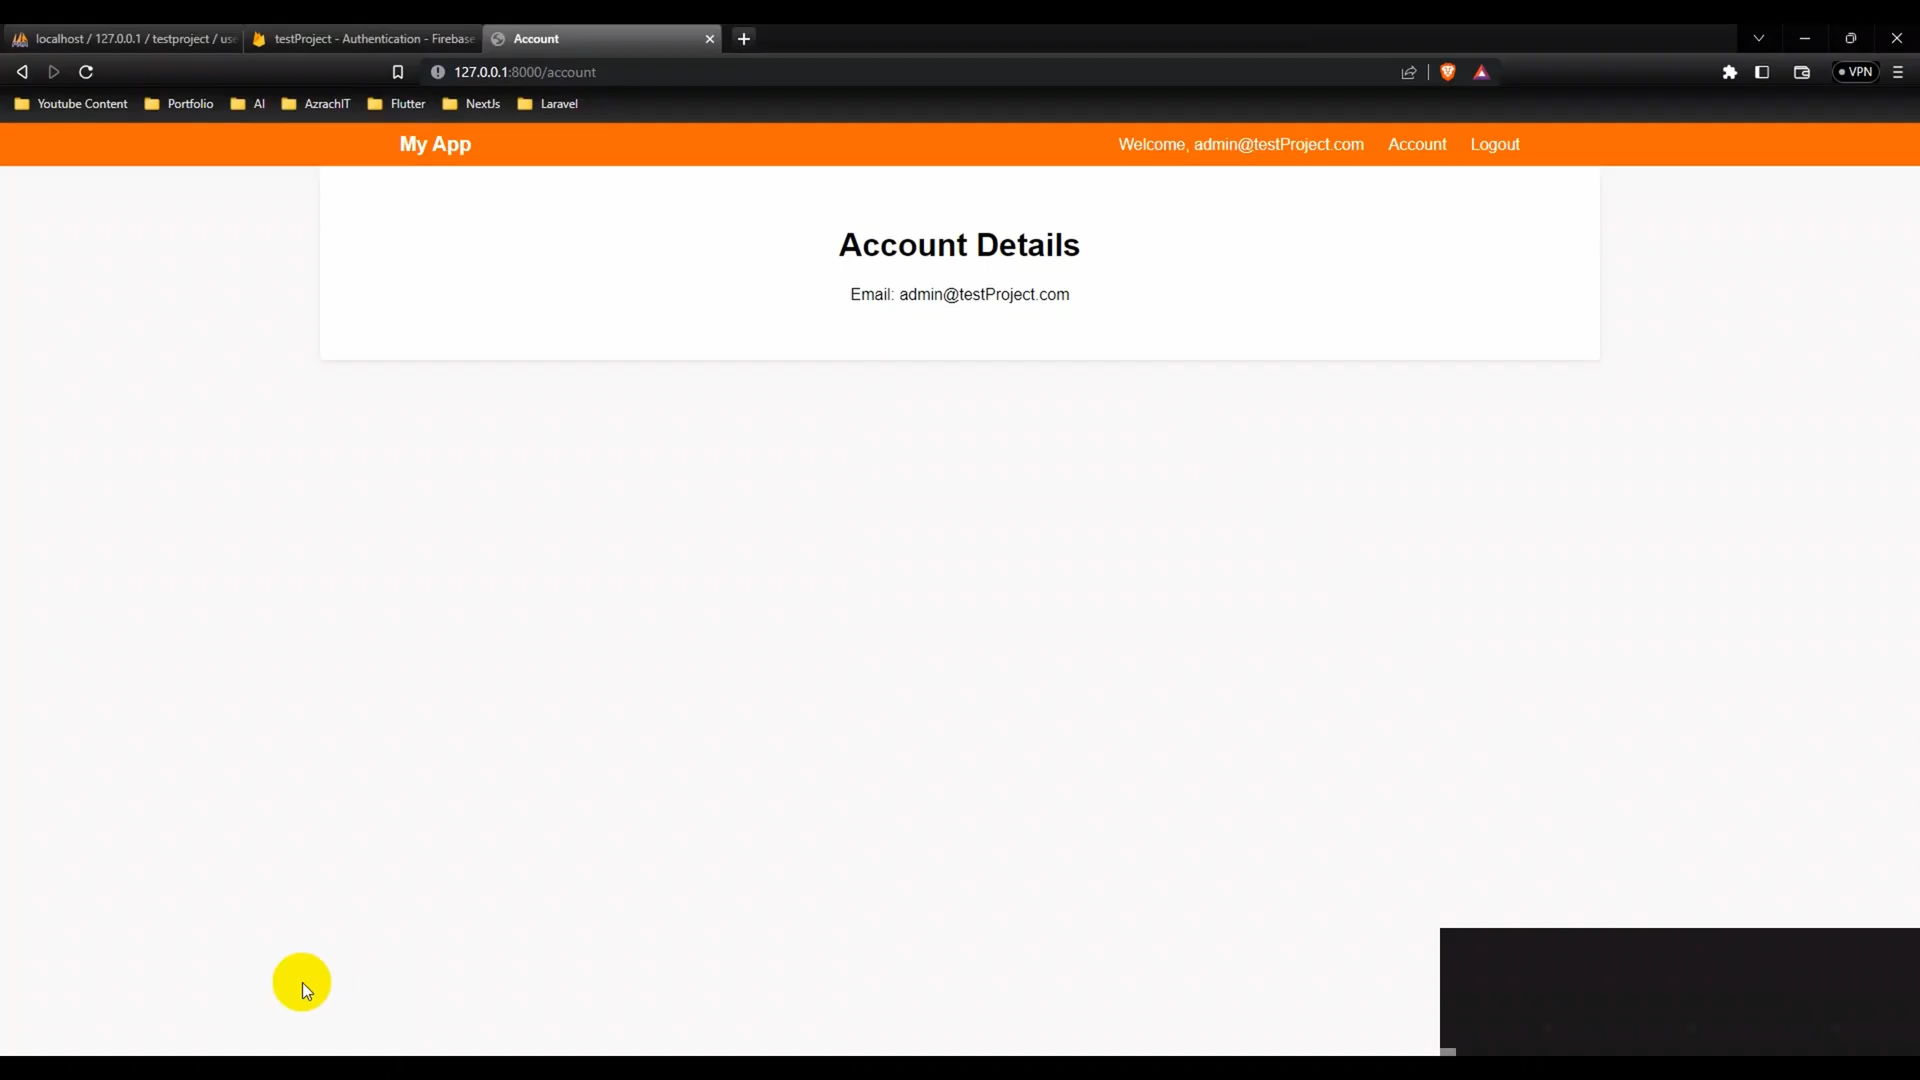 localhost / 127.0.0.1 / testproject / use
testProject - Authentication - Firebase
Account
127.0.0.1:8000/account
VPN
Youtube Content
Portfolio
AI
AzrachIT
Flutter
NextJs
Laravel
My App
Welcome, admin@testProject.com
Account
Logout
Account Details
Email: admin@testProject.com